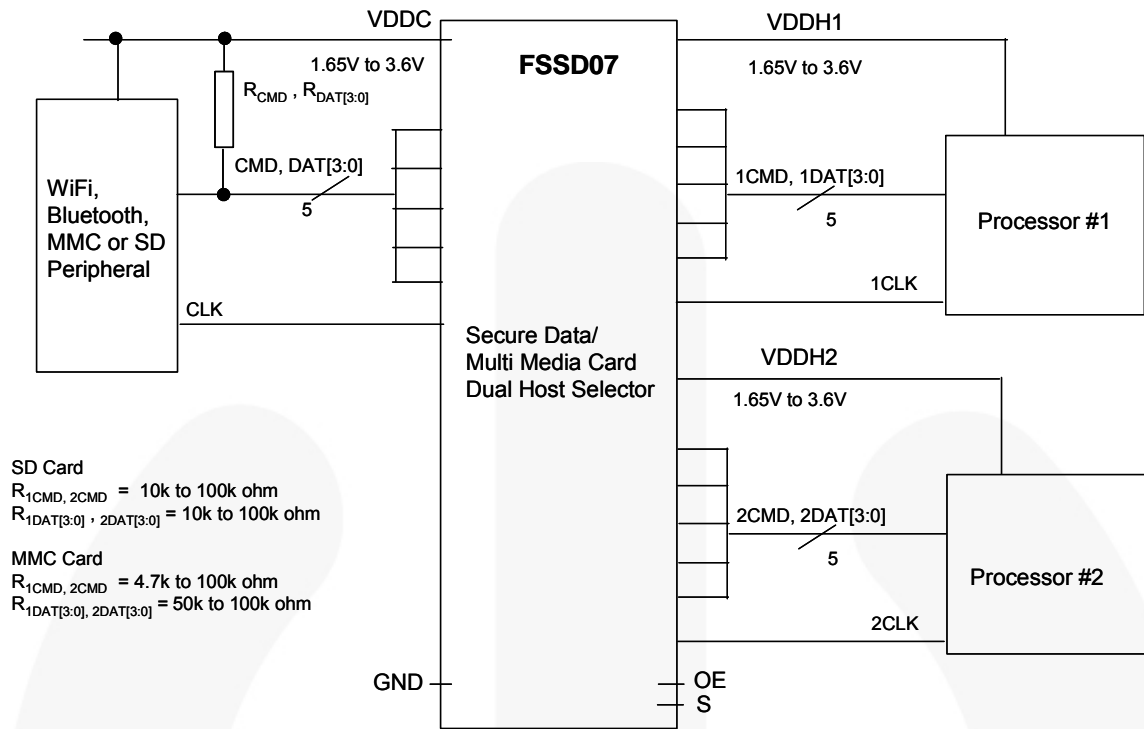 VDDC
1.65V to 3.6V
RCMD , RDAT[3:0]
CMD, DAT[3:0]
5
WiFi,
Bluetooth,
MMC or SD
Peripheral
CLK
FSSD07
Secure Data/
Multi Media Card
Dual Host Selector
VDDH1
1.65V to 3.6V
1CMD, 1DAT[3:0]
5
Processor #1
1CLK
VDDH2
1.65V to 3.6V
2CMD, 2DAT[3:0]
5
Processor #2
2CLK
SD Card
R1CMD, 2CMD = 10k to 100k ohm
R1DAT[3:0] , 2DAT[3:0] = 10k to 100k ohm
MMC Card
R1CMD, 2CMD = 4.7k to 100k ohm
R1DAT[3:0], 2DAT[3:0] = 50k to 100k ohm
GND
OE
S